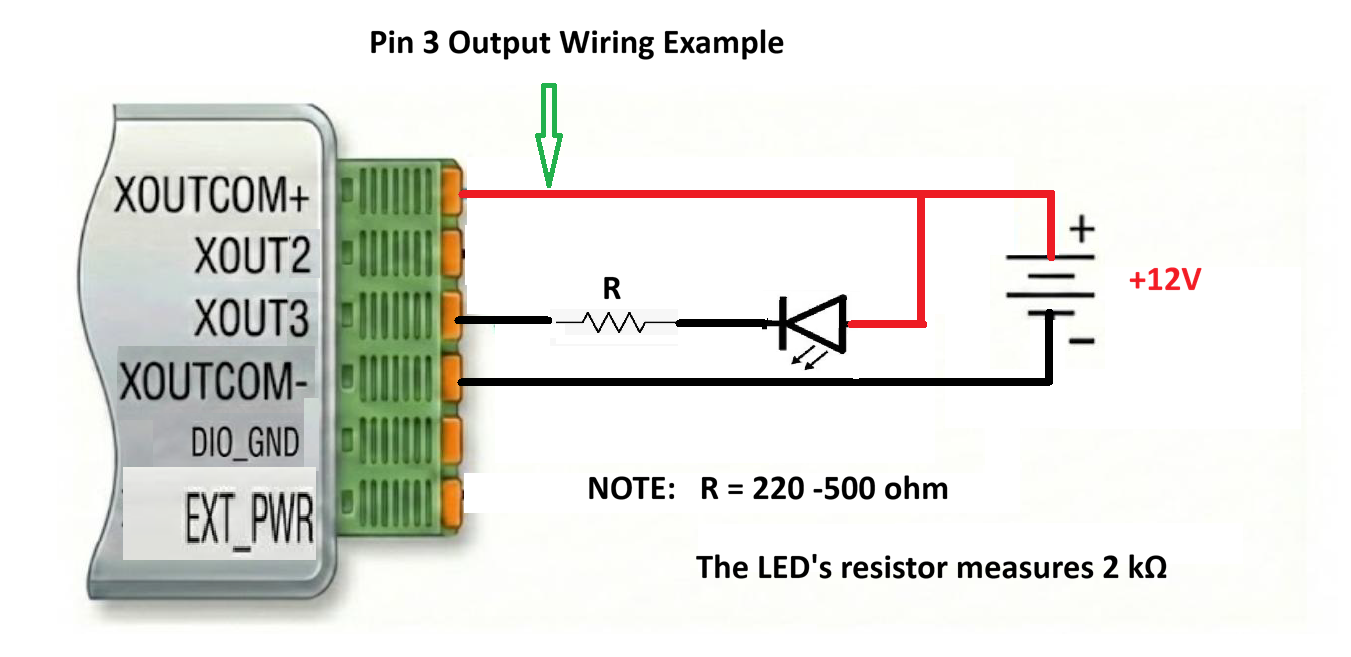 Pin 3 Output Wiring Example
XOUTCOM+
XOUT2
XOUT3
XOUTCOM-
DIO_GND
EXT_PWR
R
+
+12V
−
NOTE: R = 220 -500 ohm
The LED's resistor measures 2 kΩ